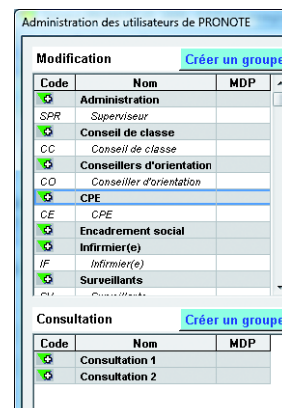 Administration des utilisateurs de PRONOTE
Modification Créer un groupe
Code Nom MDP
Administration
SPR Superviseur
Conseil de classe
CC Conseil de classe
Conseillers d'orientation
CO Conseiller d'orientation
CPE
CE CPE
Encadrement social
Infirmier(e)
IF Infirmier(e)
Surveillants
Consultation Créer un groupe
Code Nom MDP
Consultation 1
Consultation 2